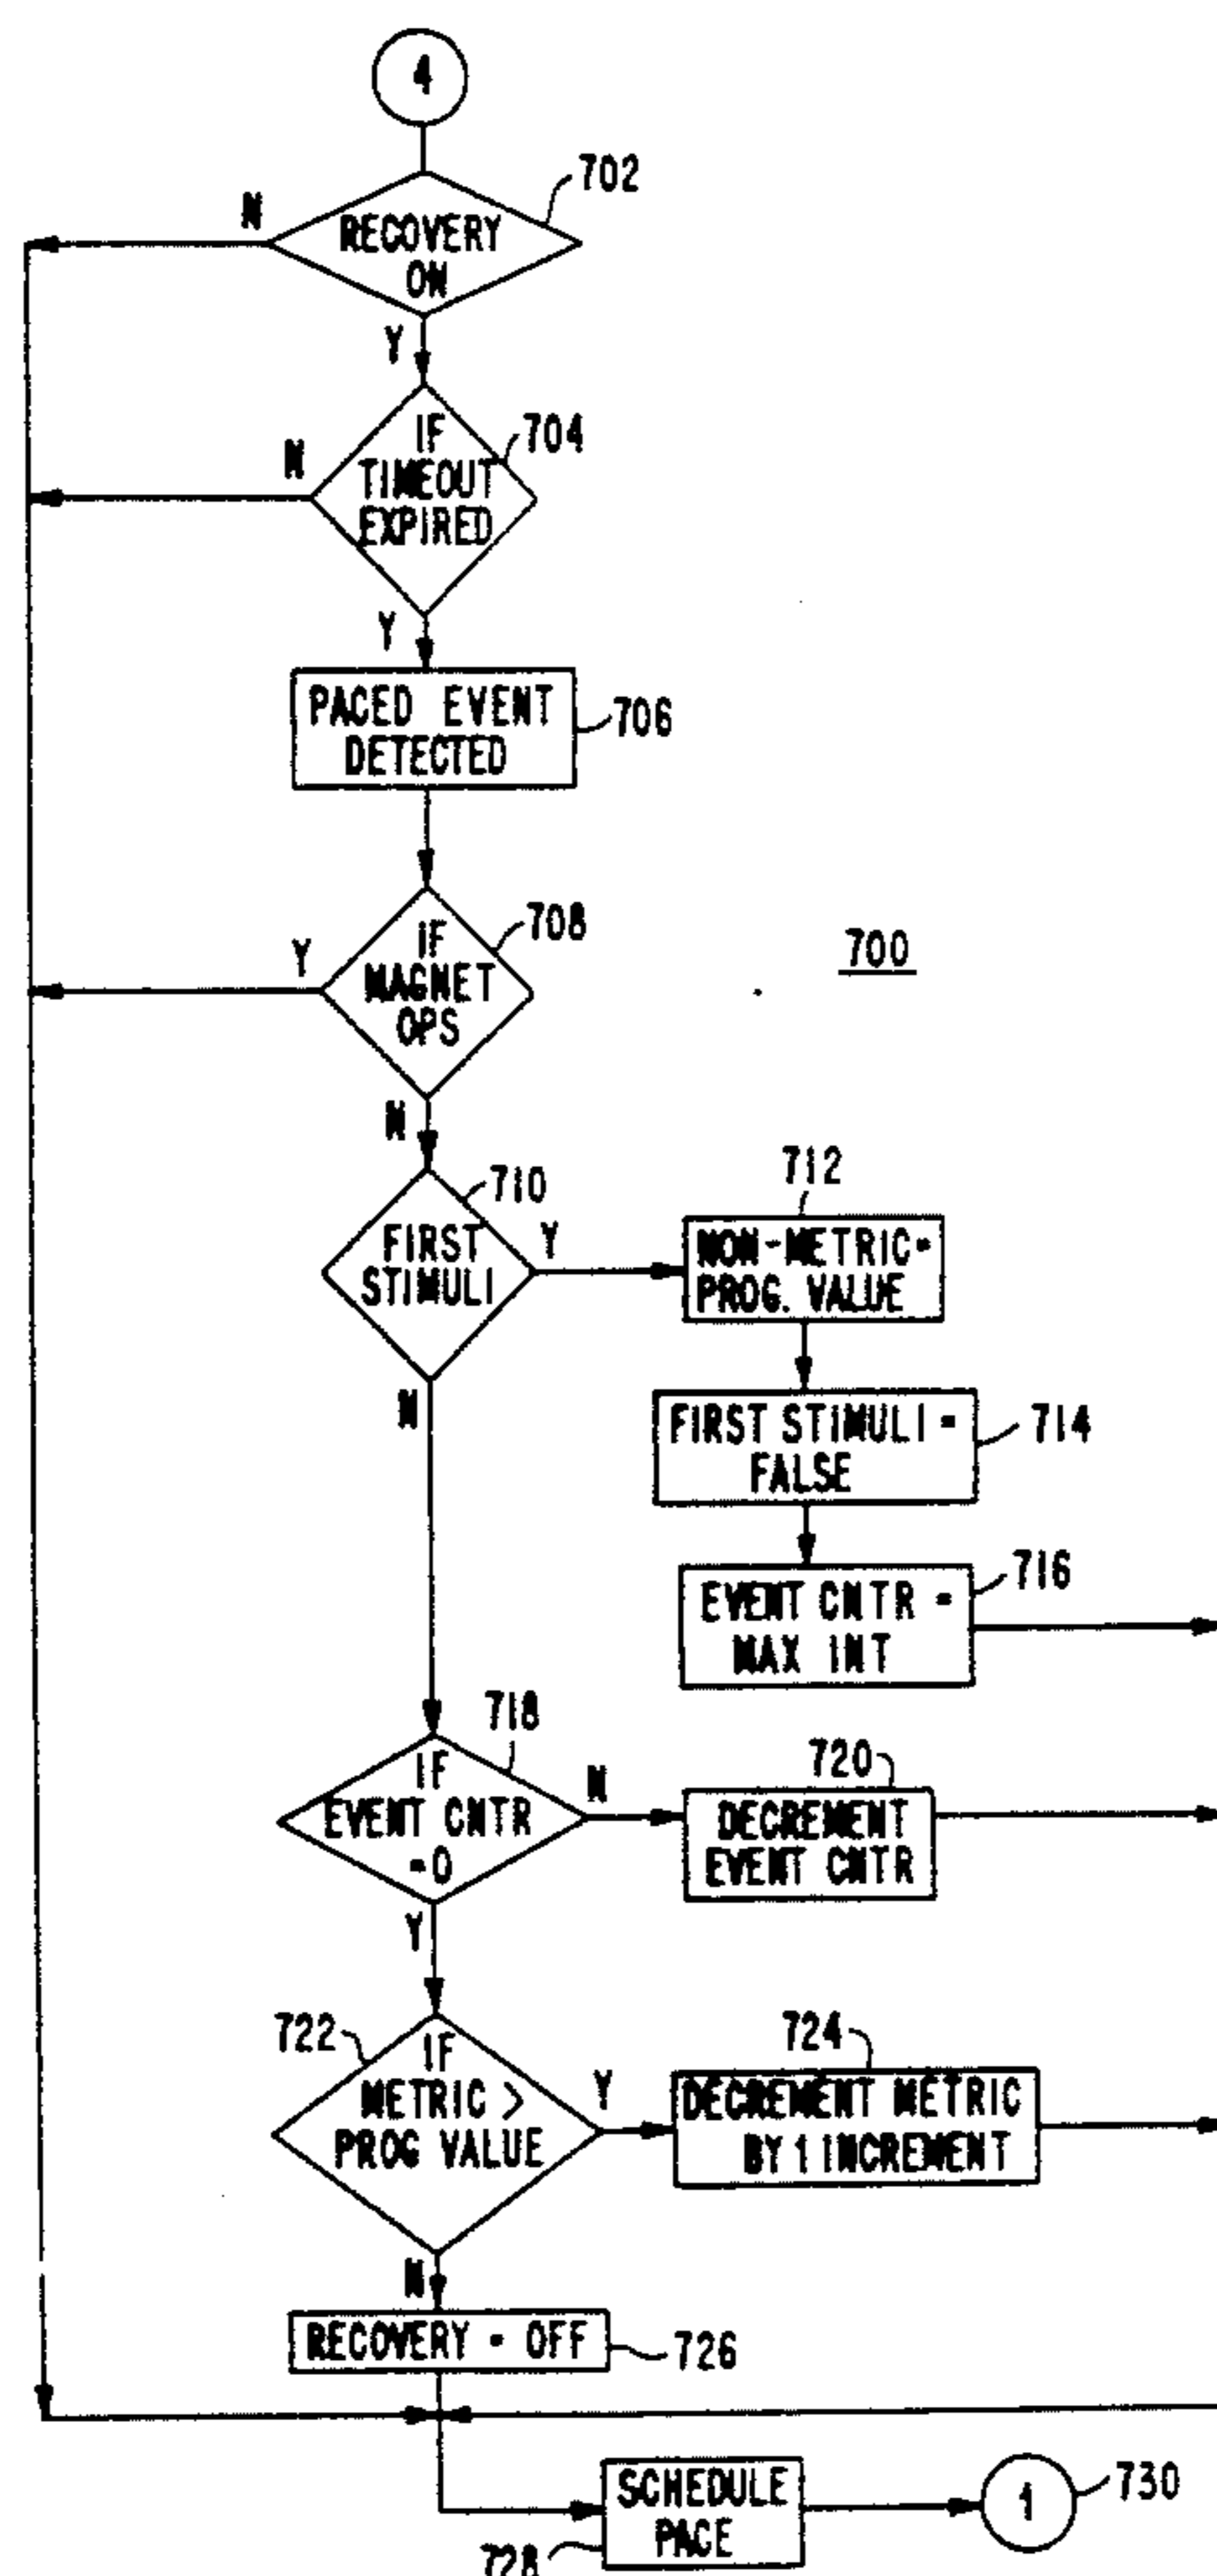 4
702
N
RECOVERY
ON
Y
704
N
IF
TIMEOUT
EXPIRED
Y
PACED EVENT
DETECTED
706
708
Y
IF
MAGNET
OPS
700
N
710
712
FIRST
STIMULI
Y
NON-METRIC=
PROG. VALUE
N
FIRST STIMULI =
FALSE
714
EVENT CNTR =
MAX INT
716
718
IF
EVENT CNTR
=0
N
720
DECREMENT
EVENT CNTR
Y
722
IF
METRIC >
PROG VALUE
Y
724
DECREMENT METRIC
BY 1 INCREMENT
N
RECOVERY = OFF
726
SCHEDULE
PACE
728
1
730